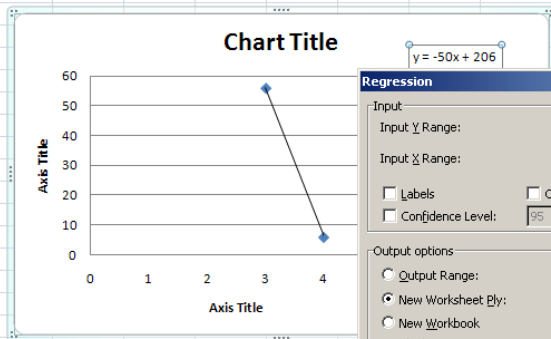 Chart Title
y = -50x + 206
60
50
40
30
20
10
0
Axis Title
0 1 2 3 4
Axis Title
Regression
Input
Input Y Range:
Input X Range:
Labels
Confidence Level: 95
Output options
Output Range:
New Worksheet Ply:
New Workbook